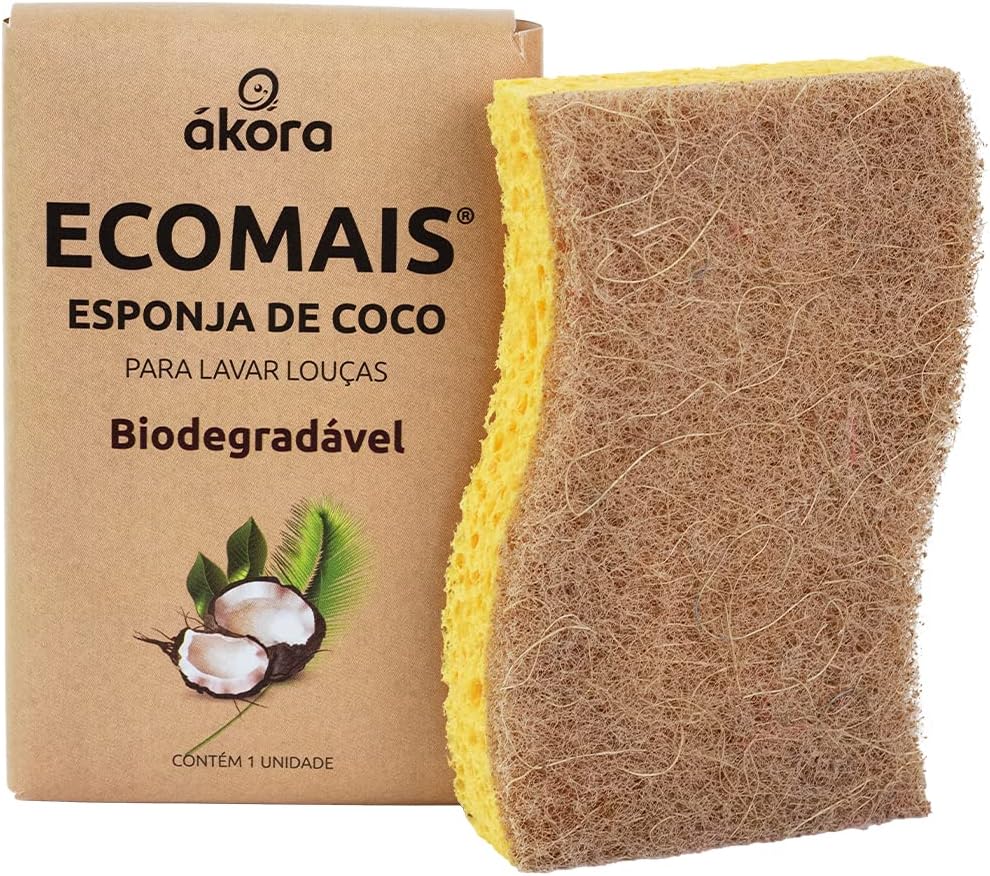 ákora
ECOMAIS®
ESPONJA DE COCO
PARA LAVAR LOUÇAS
Biodegradável
CONTÉM 1 UNIDADE